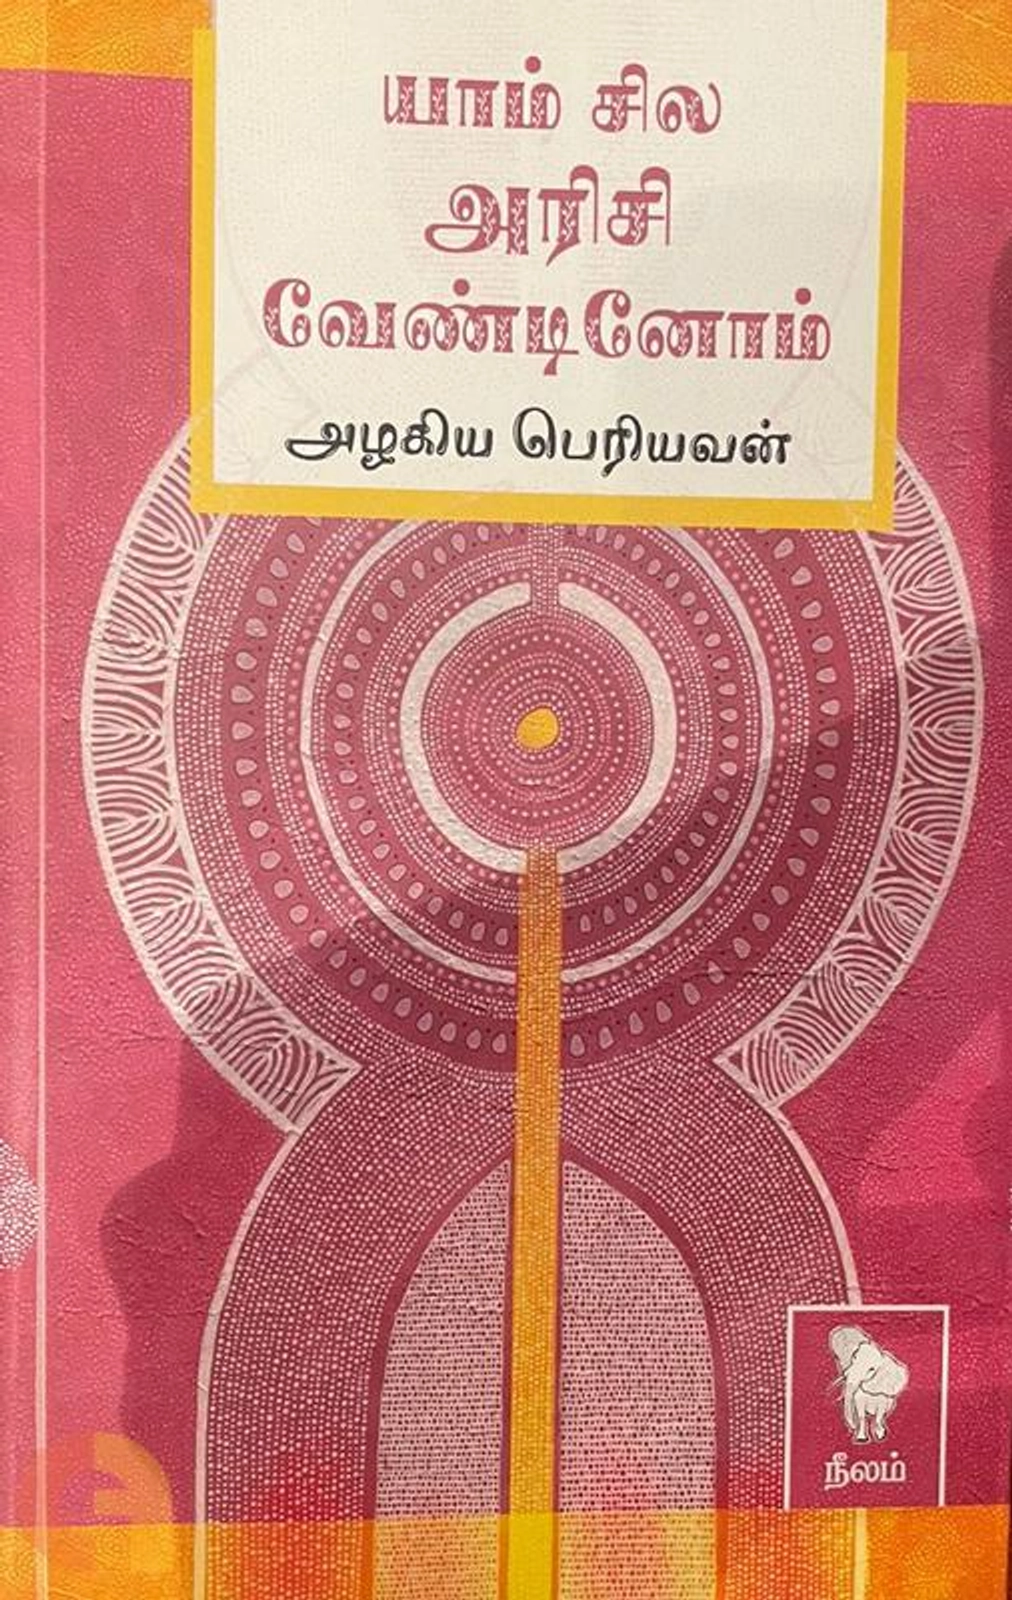 யாம் சில
அரிசி
வேண்டினோம்
அழகிய பெரியவன்
நீலம்